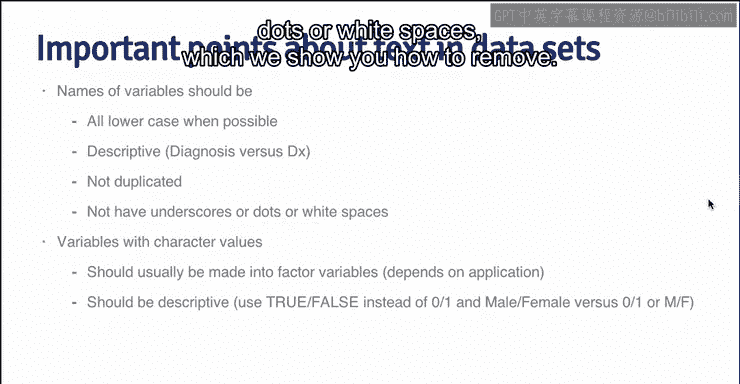 GPT中英字幕课程资源@bilibili.com
dots or white spaces,
which we show you how to remove.
Important points about text in data sets
· Names of variables should be
- All lower case when possible
- Descriptive (Diagnosis versus Dx)
- Not duplicated
- Not have underscores or dots or white spaces
· Variables with character values
- Should usually be made into factor variables (depends on application)
- Should be descriptive (use TRUE/FALSE instead of 0/1 and Male/Female versus 0/1 or M/F)